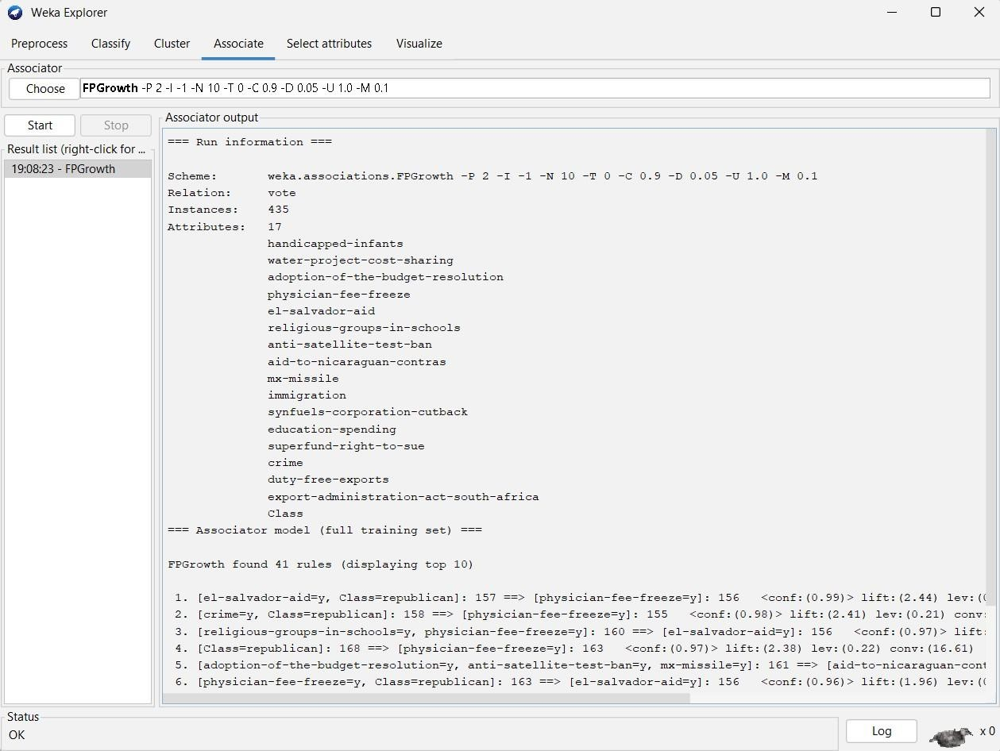 Weka Explorer
Preprocess Classify Cluster Associate Select attributes Visualize
Associator
Choose FPGrowth -P 2 -I -1 -N 10 -T 0 -C 0.9 -D 0.05 -U 1.0 -M 0.1
Start Stop
Result list (right-click for ...
19:08:23 - FPGrowth
Associator output
=== Run information ===
Scheme: weka.associations.FPGrowth -P 2 -I -1 -N 10 -T 0 -C 0.9 -D 0.05 -U 1.0 -M 0.1
Relation: vote
Instances: 435
Attributes: 17
handicapped-infants
water-project-cost-sharing
adoption-of-the-budget-resolution
physician-fee-freeze
el-salvador-aid
religious-groups-in-schools
anti-satellite-test-ban
aid-to-nicaraguan-contras
mx-missile
immigration
synfuels-corporation-cutback
education-spending
superfund-right-to-sue
crime
duty-free-exports
export-administration-act-south-africa
Class
=== Associator model (full training set) ===
FPGrowth found 41 rules (displaying top 10)
1. [el-salvador-aid=y, Class=republican]: 157 ==> [physician-fee-freeze=y]: 156 <conf:(0.99)> lift:(2.44) lev:(0
2. [crime=y, Class=republican]: 158 ==> [physician-fee-freeze=y]: 155 <conf:(0.98)> lift:(2.41) lev:(0.21) conv:
3. [religious-groups-in-schools=y, physician-fee-freeze=y]: 160 ==> [el-salvador-aid=y]: 156 <conf:(0.97)> lift:
4. [Class=republican]: 168 ==> [physician-fee-freeze=y]: 163 <conf:(0.97)> lift:(2.38) lev:(0.22) conv:(16.61)
5. [adoption-of-the-budget-resolution=y, anti-satellite-test-ban=y, mx-missile=y]: 161 ==> [aid-to-nicaraguan-cont
6. [physician-fee-freeze=y, Class=republican]: 163 ==> [el-salvador-aid=y]: 156 <conf:(0.96)> lift:(1.96) lev:(0
Status
OK
Log
x 0